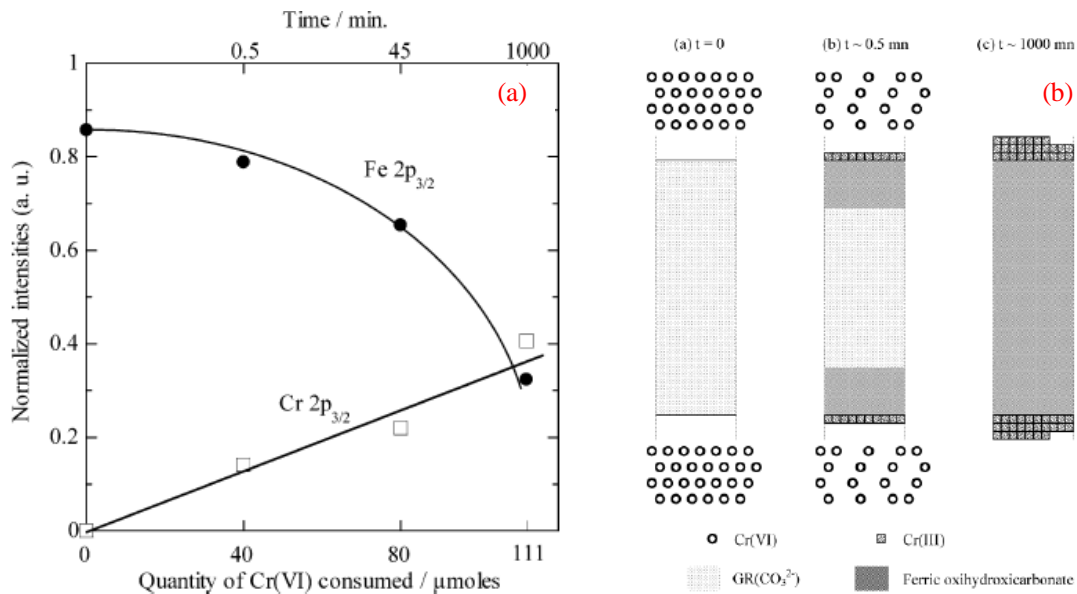 Time / min.
0.5 45 1000
1
0.8
0.6
0.4
0.2
0
Normalized intensities (a. u.)
(a)
Fe 2p3/2
Cr 2p3/2
0 40 80 111
Quantity of Cr(VI) consumed / µmoles
(a) t = 0 (b) t ~ 0.5 mn (c) t ~ 1000 mn
(b)
Cr(VI) Cr(III)
GR(CO₃²⁻) Ferric oxihydroxicarbonate